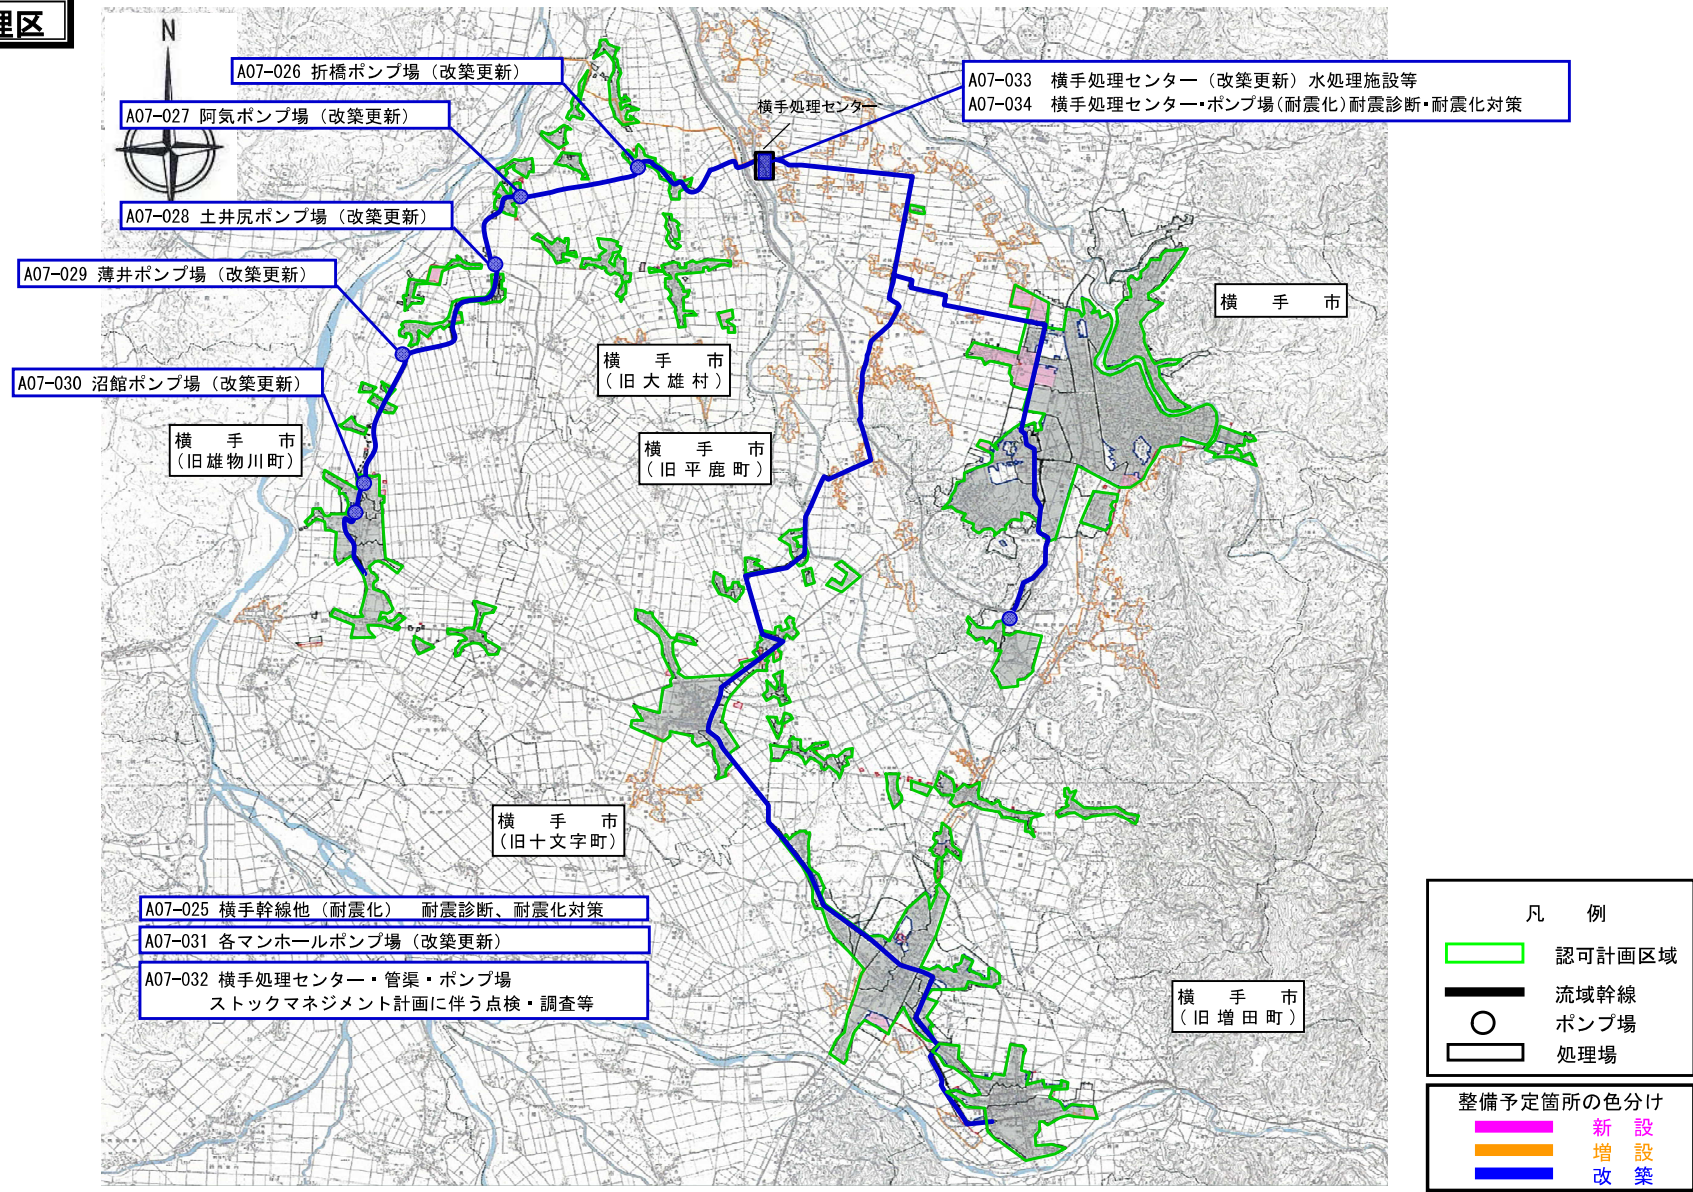 理区
N
A07-026 折橋ポンプ場（改築更新）
A07-027 阿気ポンプ場（改築更新）
A07-028 土井尻ポンプ場（改築更新）
A07-029 薄井ポンプ場（改築更新）
A07-030 沼館ポンプ場（改築更新）
横手処理センター
A07-033 横手処理センター（改築更新）水処理施設等
A07-034 横手処理センター・ポンプ場（耐震化）耐震診断・耐震化対策
横手市
横手市
（旧大雄村）
横手市
（旧雄物川町）
横手市
（旧平鹿町）
横手市
（旧十文字町）
横手市
（旧増田町）
A07-025 横手幹線他（耐震化） 耐震診断、耐震化対策
A07-031 各マンホールポンプ場（改築更新）
A07-032 横手処理センター・管渠・ポンプ場
ストックマネジメント計画に伴う点検・調査等
凡例
認可計画区域
流域幹線
ポンプ場
処理場
整備予定箇所の色分け
新設
増設
改築